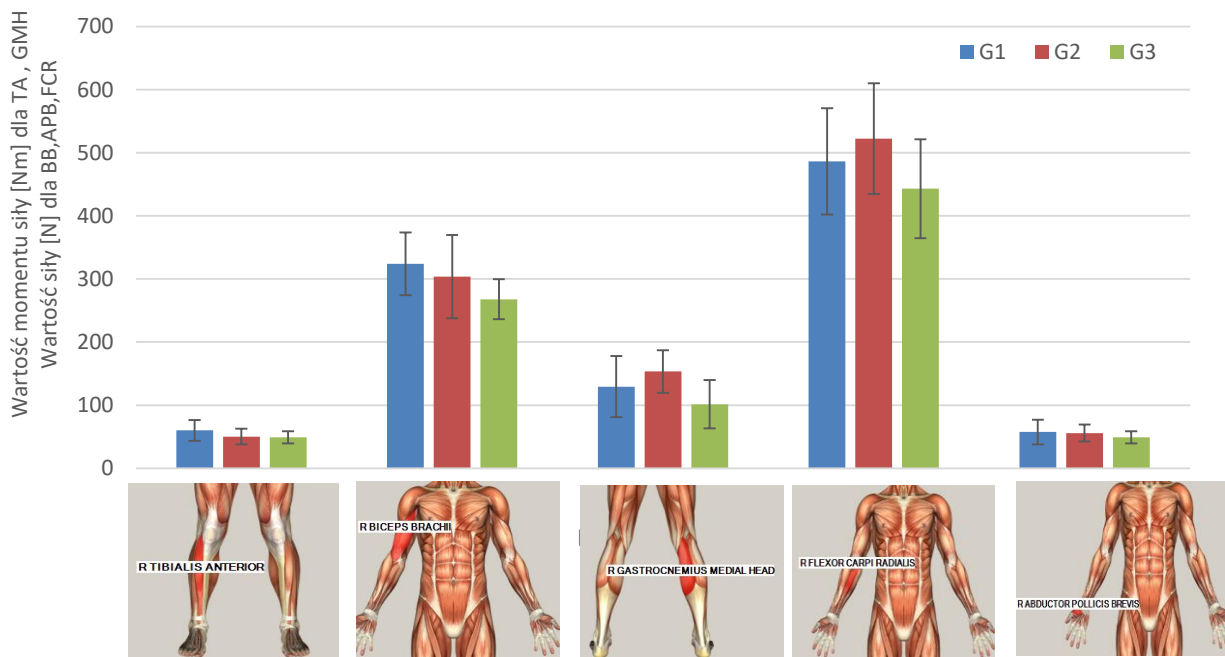 Wartość momentu siły [Nm] dla TA , GMH
Wartość siły [N] dla BB,APB,FCR
700
600
500
400
300
200
100
0
G1 G2 G3
R TIBIALIS ANTERIOR
R BICEPS BRACHII
R GASTROCNEMIUS MEDIAL HEAD
R FLEXOR CARPI RADIALIS
R ABDUCTOR POLLICIS BREVIS